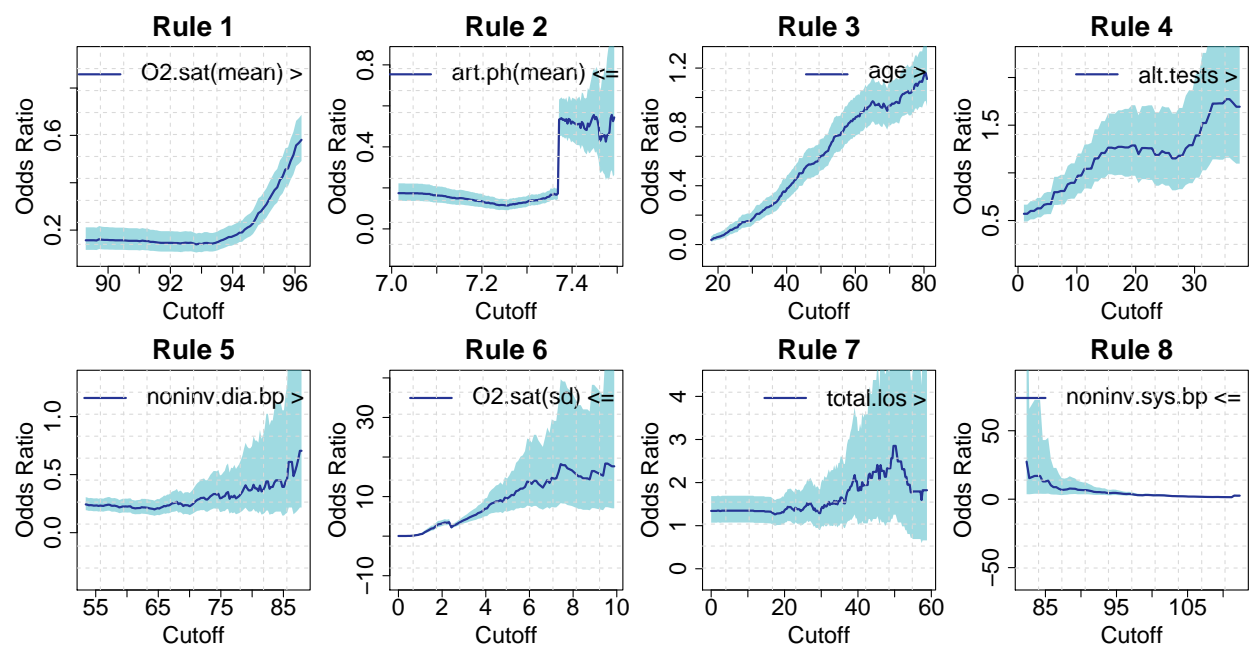 Rule 1
O2.sat(mean) >
Odds Ratio
0.2 0.6
90 92 94 96
Cutoff
Rule 2
art.ph(mean) <=
Odds Ratio
0.0 0.4 0.8
7.0 7.2 7.4
Cutoff
Rule 3
age >
Odds Ratio
0.0 0.4 0.8 1.2
20 40 60 80
Cutoff
Rule 4
alt.tests >
Odds Ratio
0.5 1.5
0 10 20 30
Cutoff
Rule 5
noninv.dia.bp >
Odds Ratio
0.0 0.5 1.0
55 65 75 85
Cutoff
Rule 6
O2.sat(sd) <=
Odds Ratio
−10 10 30
0 2 4 6 8 10
Cutoff
Rule 7
total.ios >
Odds Ratio
0 1 2 3 4
0 20 40 60
Cutoff
Rule 8
noninv.sys.bp <=
Odds Ratio
−50 0 50
85 95 105
Cutoff